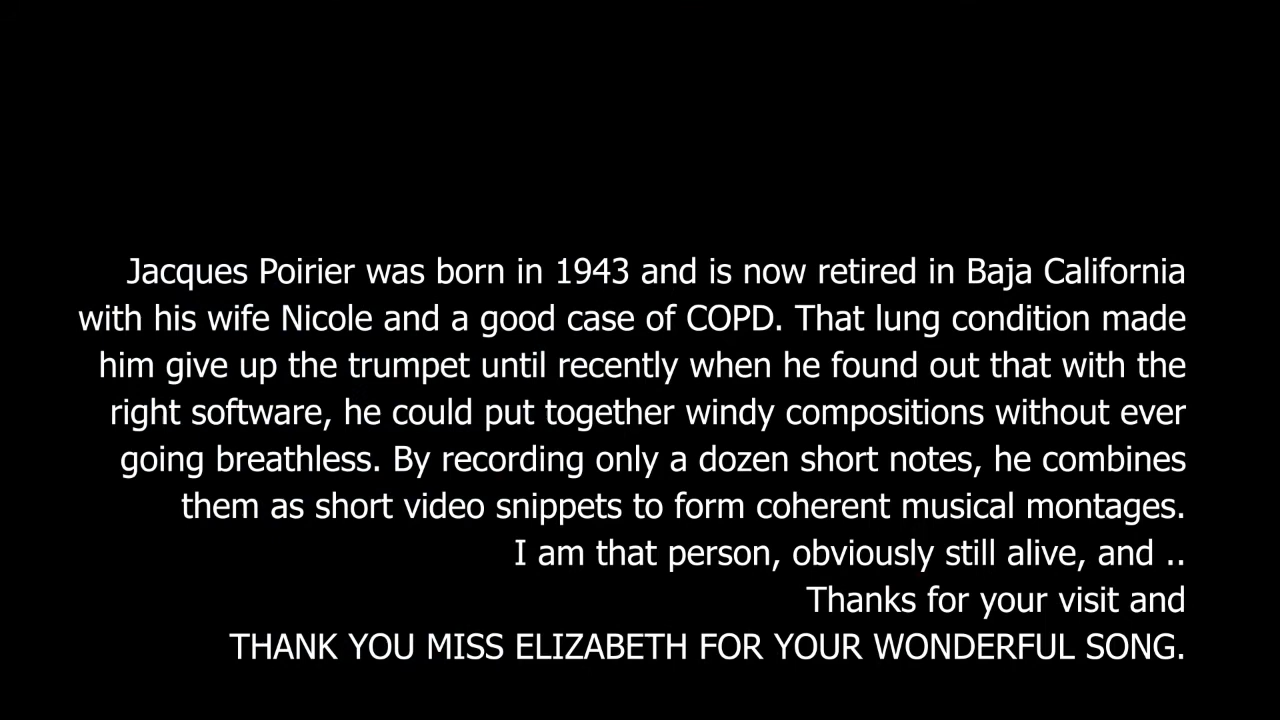 Jacques Poirier was born in 1943 and is now retired in Baja California
with his wife Nicole and a good case of COPD. That lung condition made
him give up the trumpet until recently when he found out that with the
right software, he could put together windy compositions without ever
going breathless. By recording only a dozen short notes, he combines
them as short video snippets to form coherent musical montages.
I am that person, obviously still alive, and ..
Thanks for your visit and
THANK YOU MISS ELIZABETH FOR YOUR WONDERFUL SONG.